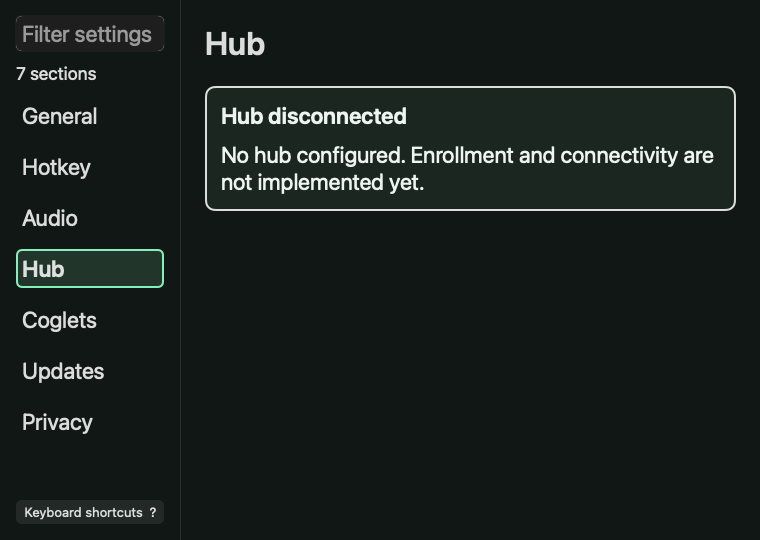 Filter settings
7 sections
General
Hotkey
Audio
Hub
Coglets
Updates
Privacy
Keyboard shortcuts ?
Hub
Hub disconnected
No hub configured. Enrollment and connectivity are
not implemented yet.